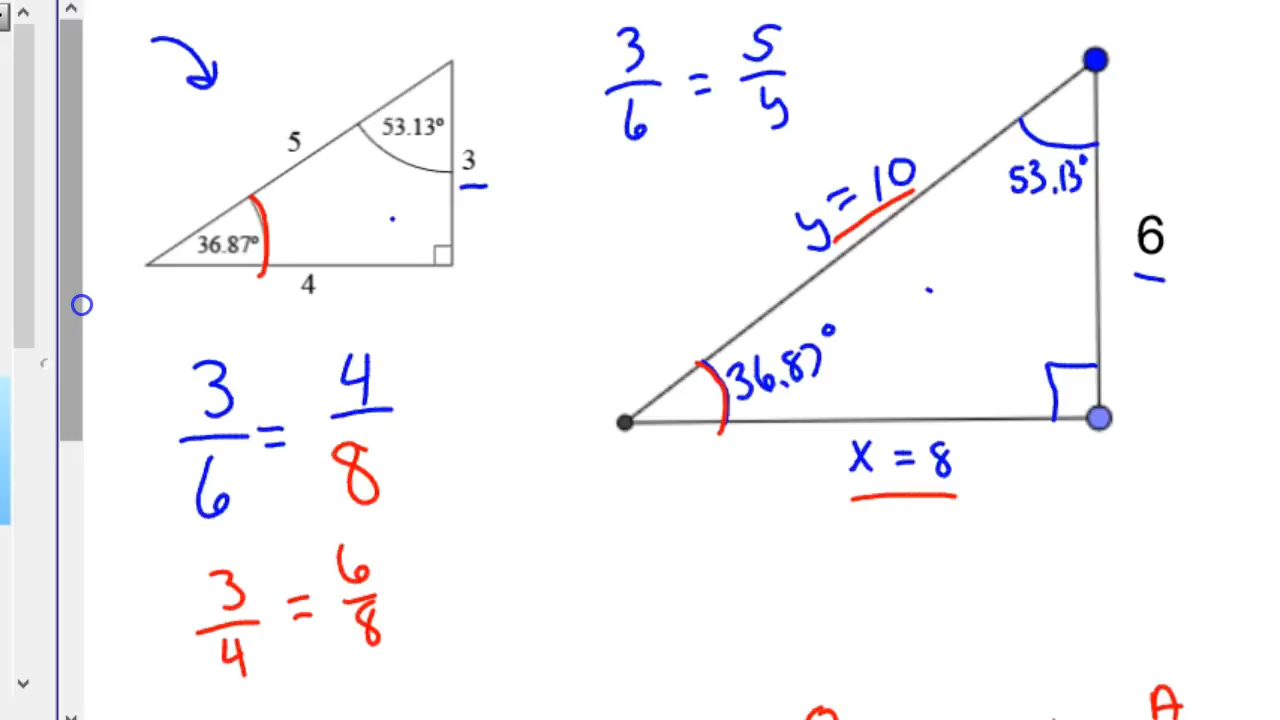 5
53.13°
3
36.87°
4
3/6 = 5/y
y = 10
53.13°
6
36.87°
x = 8
3/6 = 4/8
3/4 = 6/8
A